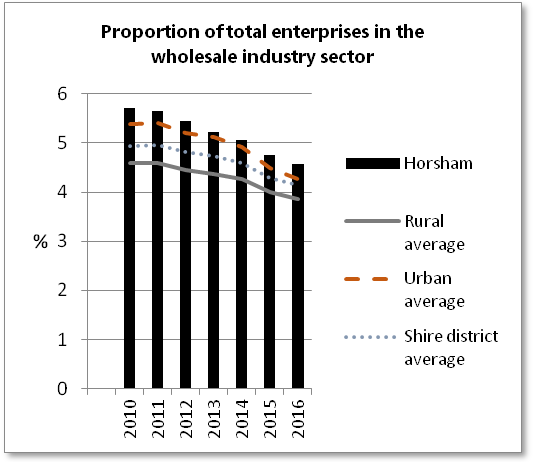 Proportion of total enterprises in the
wholesale industry sector
6
5
4
% 3
2
1
0
2010
2011
2012
2013
2014
2015
2016
Horsham
Rural
average
Urban
average
Shire district
average